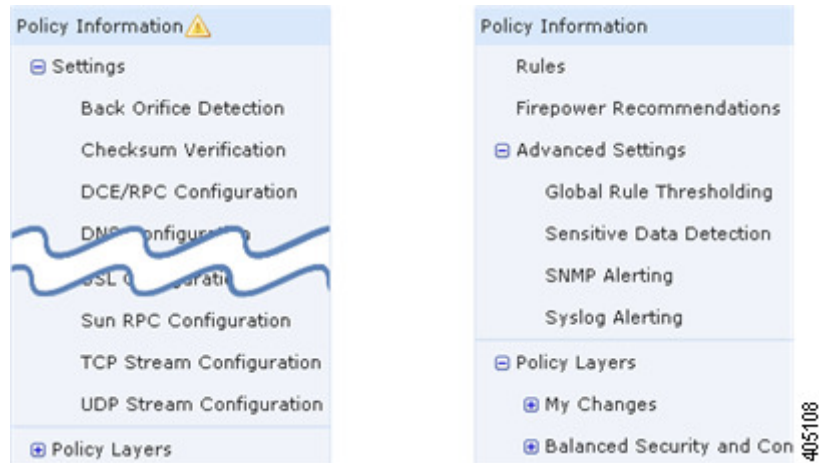 Policy Information
Settings
Back Orifice Detection
Checksum Verification
DCE/RPC Configuration
Sun RPC Configuration
TCP Stream Configuration
UDP Stream Configuration
Policy Layers
Policy Information
Rules
Firepower Recommendations
Advanced Settings
Global Rule Thresholding
Sensitive Data Detection
SNMP Alerting
Syslog Alerting
Policy Layers
My Changes
Balanced Security and Con
405108